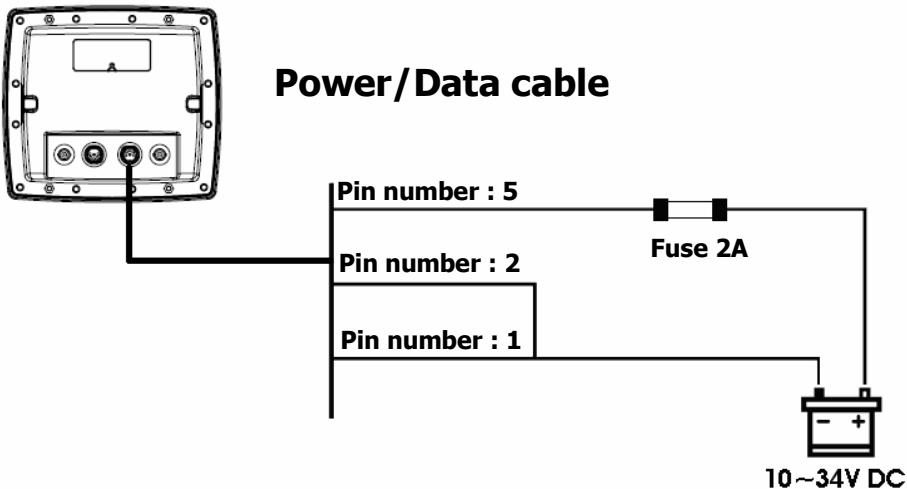 Power/Data cable
Pin number : 5
Fuse 2A
Pin number : 2
Pin number : 1
- +
10~34V DC